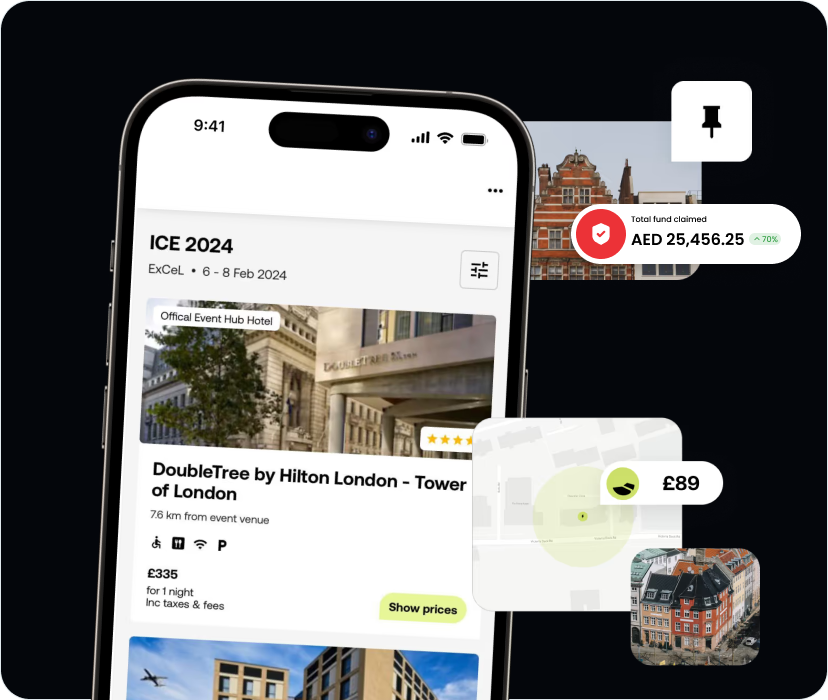 9:41
ICE 2024
ExCeL • 6 - 8 Feb 2024
Offical Event Hub Hotel
DOUBLETREE
DoubleTree by Hilton London - Tower
of London
7.6 km from event venue
P
£335
for 1 night
Inc taxes & fees
Show prices
Total fund claimed
AED 25,456.25
70%
£89